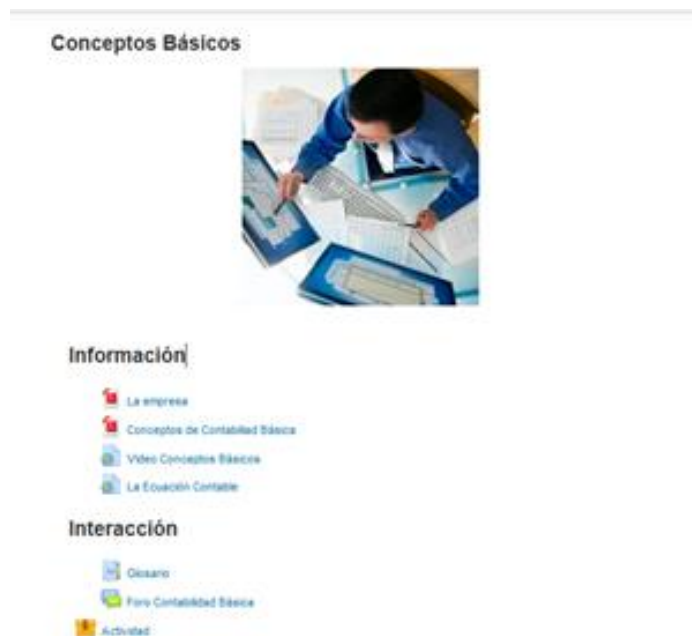 Conceptos Básicos
Información
La empresa
Conceptos de Contabilidad Básica
Video Conceptos Básicos
La Ecuación Contable
Interacción
Glosario
Foro Contabilidad Básica
Actividad